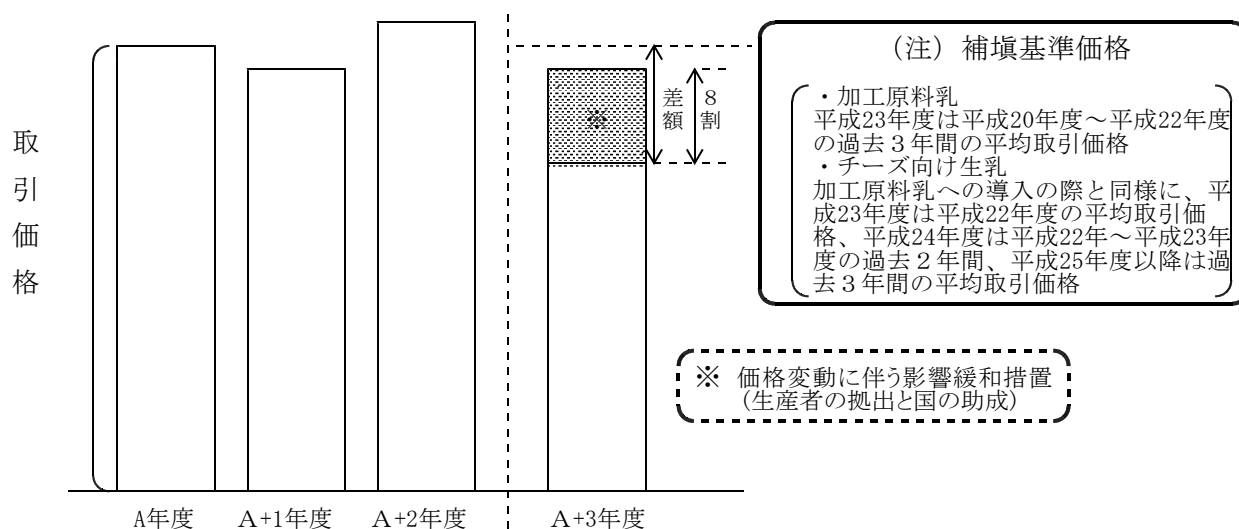 (注) 補塡基準価格
・加工原料乳
平成23年度は平成20年度～平成22年度
の過去３年間の平均取引価格
・チーズ向け生乳
加工原料乳への導入の際と同様に、平
成23年度は平成22年度の平均取引価
格、平成24年度は平成22年～平成23年
度の過去２年間、平成25年度以降は過
去３年間の平均取引価格
取引価格
差額
８割
※
※ 価格変動に伴う影響緩和措置
(生産者の拠出と国の助成)
A年度
A+1年度
A+2年度
A+3年度